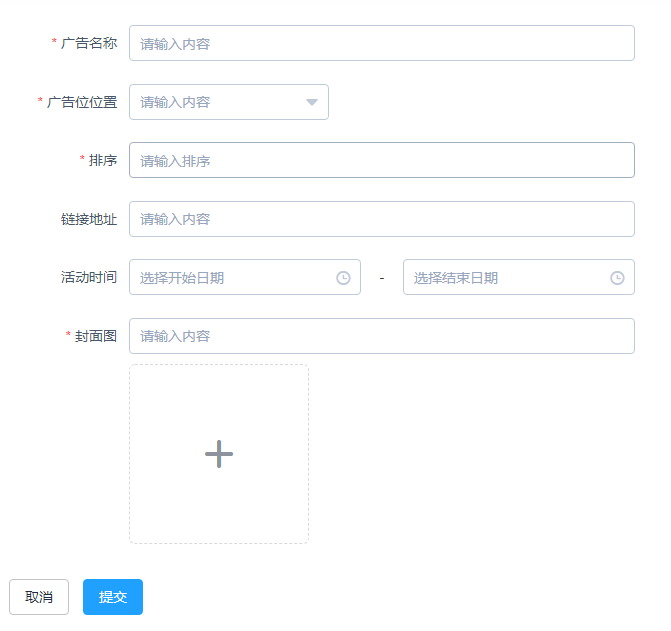 * 广告名称 请输入内容
* 广告位位置 请输入内容
* 排序 请输入排序
链接地址 请输入内容
活动时间 选择开始日期 - 选择结束日期
* 封面图 请输入内容
取消 提交